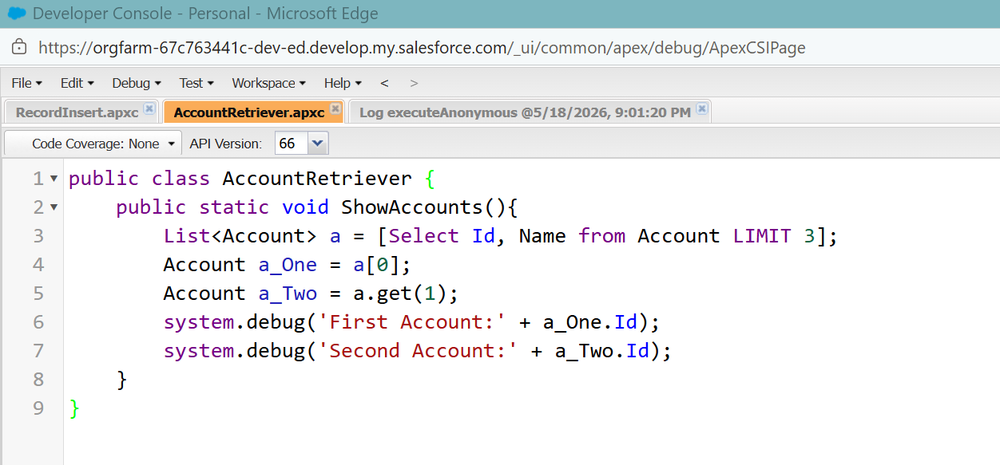 Developer Console - Personal - Microsoft Edge
https://orgfarm-67c763441c-dev-ed.develop.my.salesforce.com/_ui/common/apex/debug/ApexCSIPage
File Edit Debug Test Workspace Help < >
RecordInsert.apxc AccountRetriever.apxc Log executeAnonymous @5/18/2026, 9:01:20 PM
Code Coverage: None API Version: 66
1 public class AccountRetriever {
2     public static void ShowAccounts(){
3         List<Account> a = [Select Id, Name from Account LIMIT 3];
4         Account a_One = a[0];
5         Account a_Two = a.get(1);
6         system.debug('First Account:' + a_One.Id);
7         system.debug('Second Account:' + a_Two.Id);
8     }
9 }